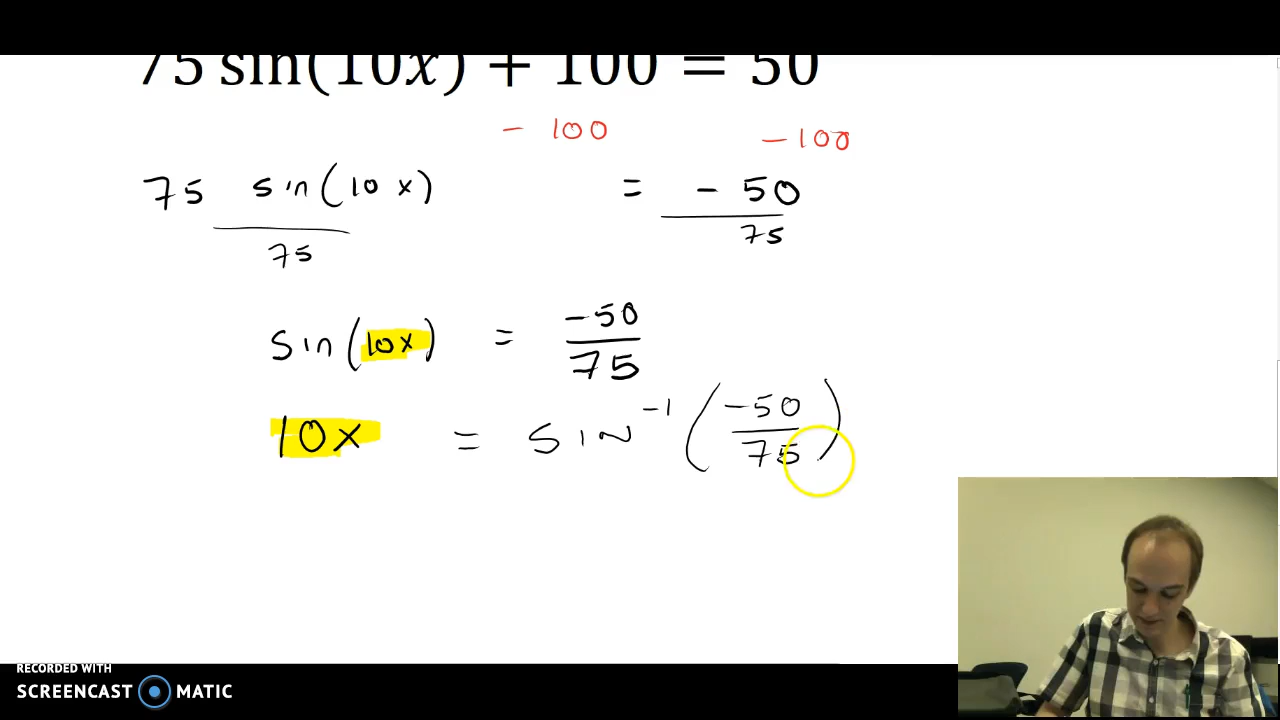 75 sin(10x) + 100 = 50
- 100 - 100
75 sin(10x) = - 50
75 75
sin(10x) = -50
75
10x = SIN -1 ( -50
75 )
RECORDED WITH
SCREENCAST MATIC